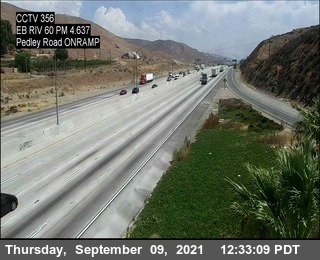 CCTV 356
EB RIV 60 PM 4.637
Pedley Road ONRAMP
Thursday, September 09, 2021 12:33:09 PDT